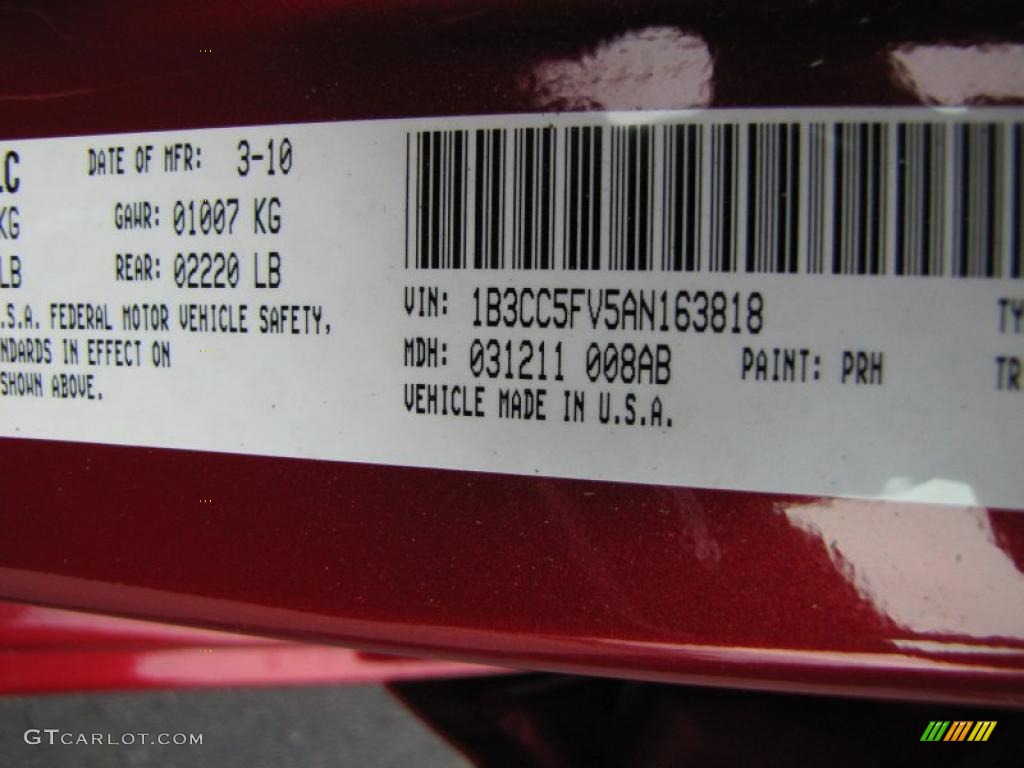 LC DATE OF MFR: 3-10
KG GAWR: 01007 KG
LB REAR: 02220 LB
.S.A. FEDERAL MOTOR VEHICLE SAFETY,
NDARDS IN EFFECT ON
SHOWN ABOVE.
VIN: 1B3CC5FV5AN163818 TY
MDH: 031211 008AB PAINT: PRH TR
VEHICLE MADE IN U.S.A.
GTCARLOT.COM